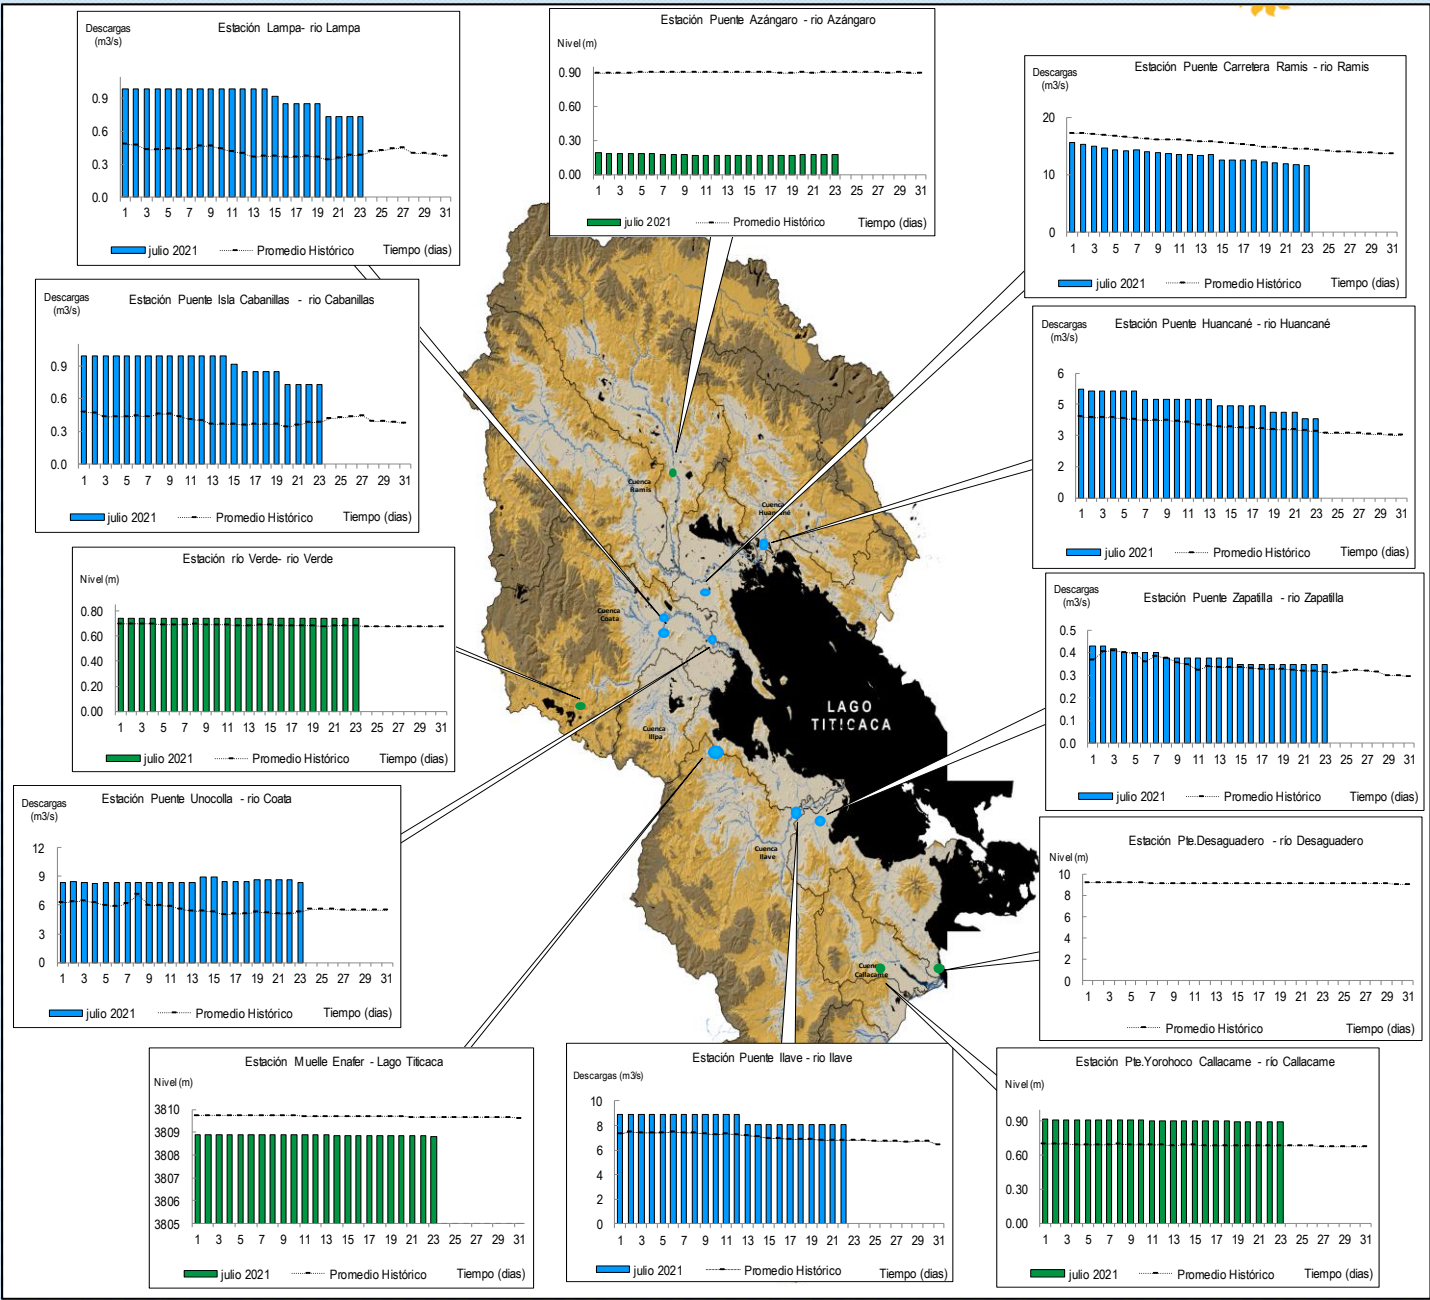 Estación Lampa- rio Lampa
Descargas
(m3/s)
0.9
0.6
0.3
0.0
1 3 5 7 9 11 13 15 17 19 21 23 25 27 29 31
julio 2021 Promedio Histórico Tiempo (dias)
Estación Puente Azángaro - rio Azángaro
Nivel (m)
0.90
0.60
0.30
0.00
1 3 5 7 9 11 13 15 17 19 21 23 25 27 29 31
julio 2021 Promedio Histórico Tiempo (dias)
Estación Puente Carretera Ramis - rio Ramis
Descargas
(m3/s)
20
10
0
1 3 5 7 9 11 13 15 17 19 21 23 25 27 29 31
julio 2021 Promedio Histórico Tiempo (dias)
Estación Puente Isla Cabanillas - rio Cabanillas
Descargas
(m3/s)
0.9
0.6
0.3
0.0
1 3 5 7 9 11 13 15 17 19 21 23 25 27 29 31
julio 2021 Promedio Histórico Tiempo (dias)
Estación Puente Huancané - rio Huancané
Descargas
(m3/s)
6
5
3
2
0
1 3 5 7 9 11 13 15 17 19 21 23 25 27 29 31
julio 2021 Promedio Histórico Tiempo (dias)
Estación río Verde- rio Verde
Nivel (m)
0.80
0.60
0.40
0.20
0.00
1 3 5 7 9 11 13 15 17 19 21 23 25 27 29 31
julio 2021 Promedio Histórico Tiempo (dias)
Estación Puente Zapatilla - rio Zapatilla
Descargas
(m3/s)
0.5
0.4
0.3
0.2
0.1
0.0
1 3 5 7 9 11 13 15 17 19 21 23 25 27 29 31
julio 2021 Promedio Histórico Tiempo (dias)
Cuenca
Ramis
Cuenca
Huancané
Cuenca
Coata
Cuenca
Illpa
LAGO
TITICACA
Cuenca
Ilave
Cuenca
Callacame
Estación Puente Unocolla - rio Coata
Descargas
(m3/s)
12
9
6
3
0
1 3 5 7 9 11 13 15 17 19 21 23 25 27 29 31
julio 2021 Promedio Histórico Tiempo (dias)
Estación Pte.Desaguadero - río Desaguadero
Nivel (m)
10
8
6
4
2
0
1 3 5 7 9 11 13 15 17 19 21 23 25 27 29 31
Promedio Histórico Tiempo (dias)
Estación Muelle Enafer - Lago Titicaca
Nivel (m)
3810
3809
3808
3807
3806
3805
1 3 5 7 9 11 13 15 17 19 21 23 25 27 29 31
julio 2021 Promedio Histórico Tiempo (dias)
Estación Puente Ilave - rio Ilave
Descargas (m3/s)
10
8
6
4
2
0
1 3 5 7 9 11 13 15 17 19 21 23 25 27 29 31
julio 2021 Promedio Histórico Tiempo (dias)
Estación Pte.Yorohoco Callacame - río Callacame
Nivel (m)
0.90
0.60
0.30
0.00
1 3 5 7 9 11 13 15 17 19 21 23 25 27 29 31
julio 2021 Promedio Histórico Tiempo (dias)